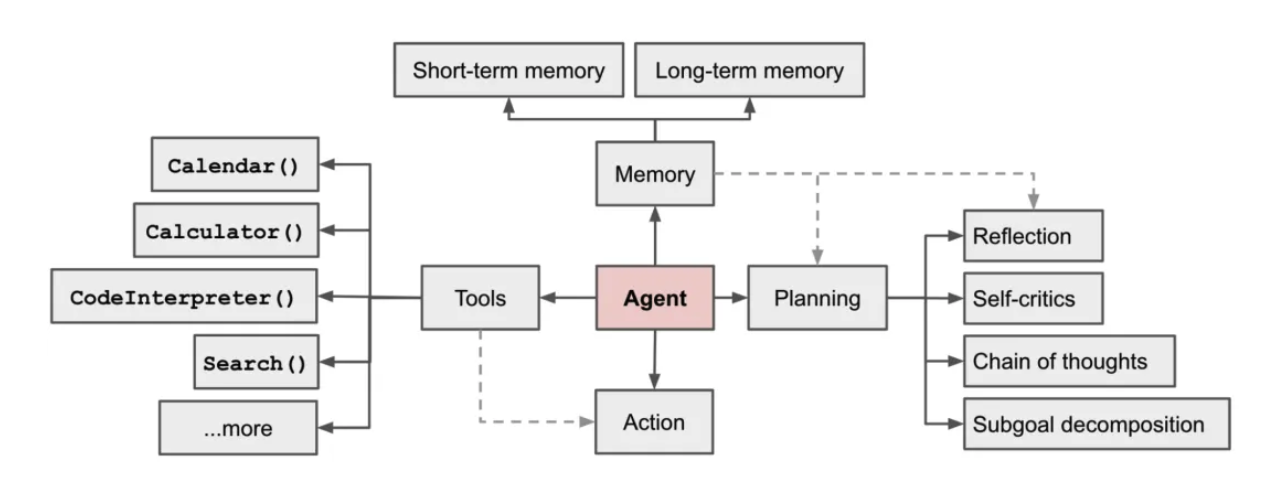 Short-term memory
Long-term memory
Calendar()
Memory
Calculator()
Reflection
CodeInterpreter()
Tools
Agent
Planning
Self-critics
Search()
Chain of thoughts
...more
Action
Subgoal decomposition